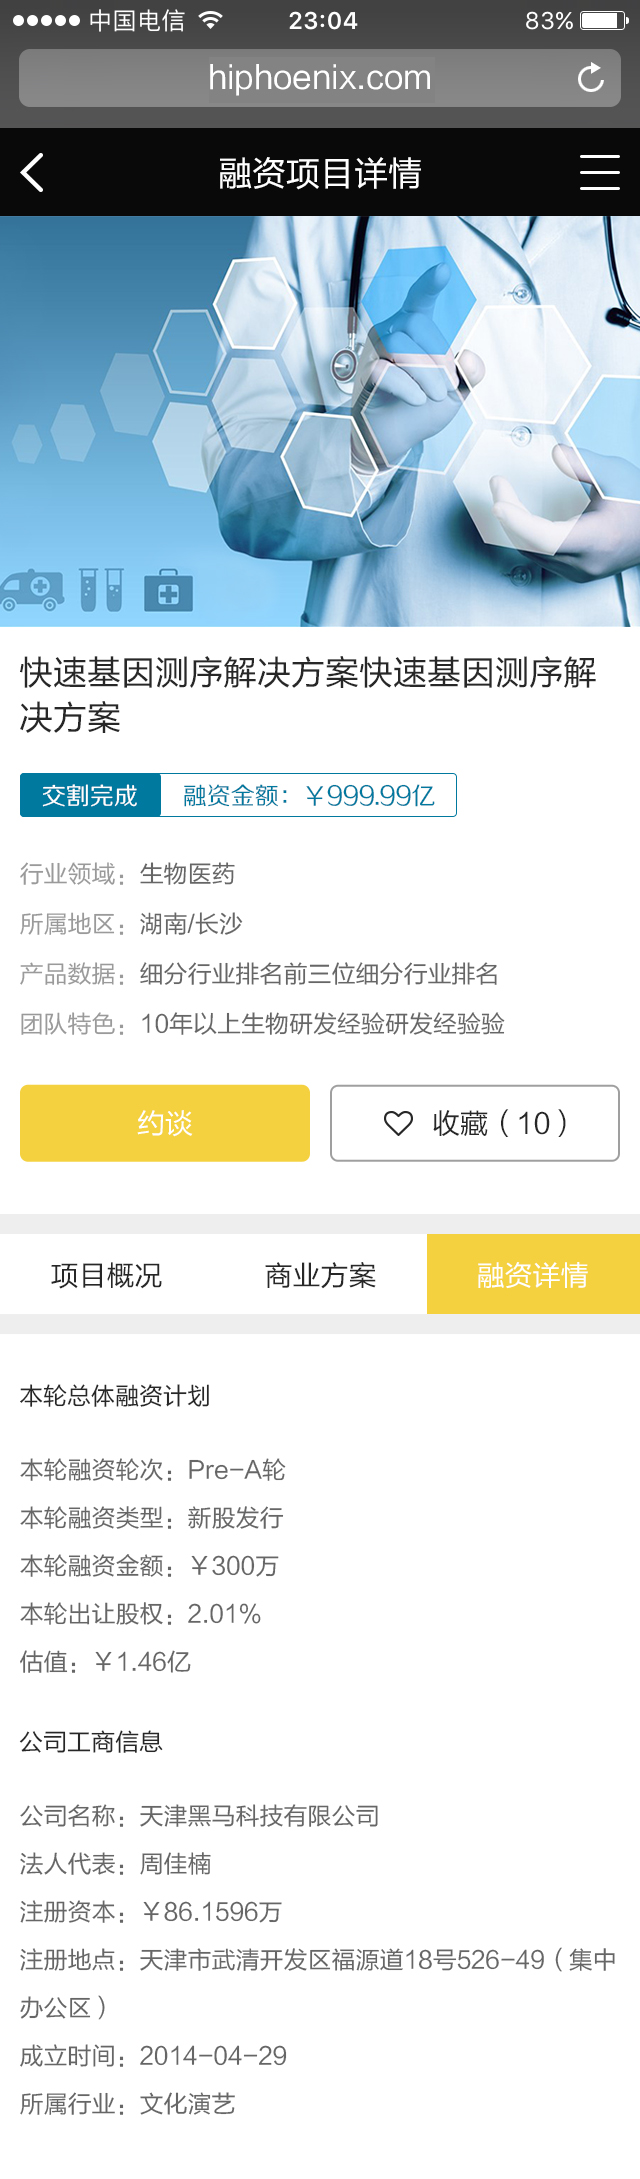 中国电信 23:04 83%
hiphoenix.com
融资项目详情
快速基因测序解决方案快速基因测序解
决方案
交割完成 融资金额：￥999.99亿
行业领域：生物医药
所属地区：湖南/长沙
产品数据：细分行业排名前三位细分行业排名
团队特色：10年以上生物研发经验研发经验验
约谈 收藏（10）
项目概况 商业方案 融资详情
本轮总体融资计划
本轮融资轮次：Pre-A轮
本轮融资类型：新股发行
本轮融资金额：￥300万
本轮出让股权：2.01%
估值：￥1.46亿
公司工商信息
公司名称：天津黑马科技有限公司
法人代表：周佳楠
注册资本：￥86.1596万
注册地点：天津市武清开发区福源道18号526-49（集中
办公区）
成立时间：2014-04-29
所属行业：文化演艺